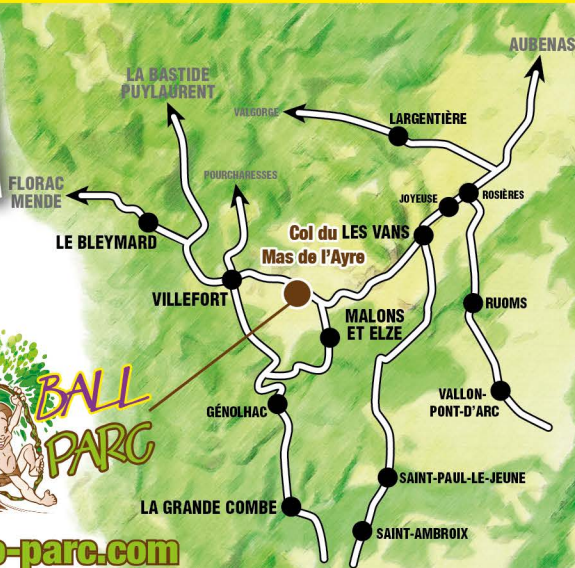 AUBENAS
LA BASTIDE
PUYLAURENT
VALGORGE
LARGENTIÈRE
POURCHARESSES
FLORAC
MENDE
JOYEUSE
ROSIÈRES
LE BLEYMARD
Col du
LES VANS
Mas de l'Ayre
VILLEFORT
MALONS
ET ELZE
RUOMS
BALL
PARC
GÉNOLHAC
VALLON-
PONT-D'ARC
SAINT-PAUL-LE-JEUNE
LA GRANDE COMBE
SAINT-AMBROIX
-parc.com